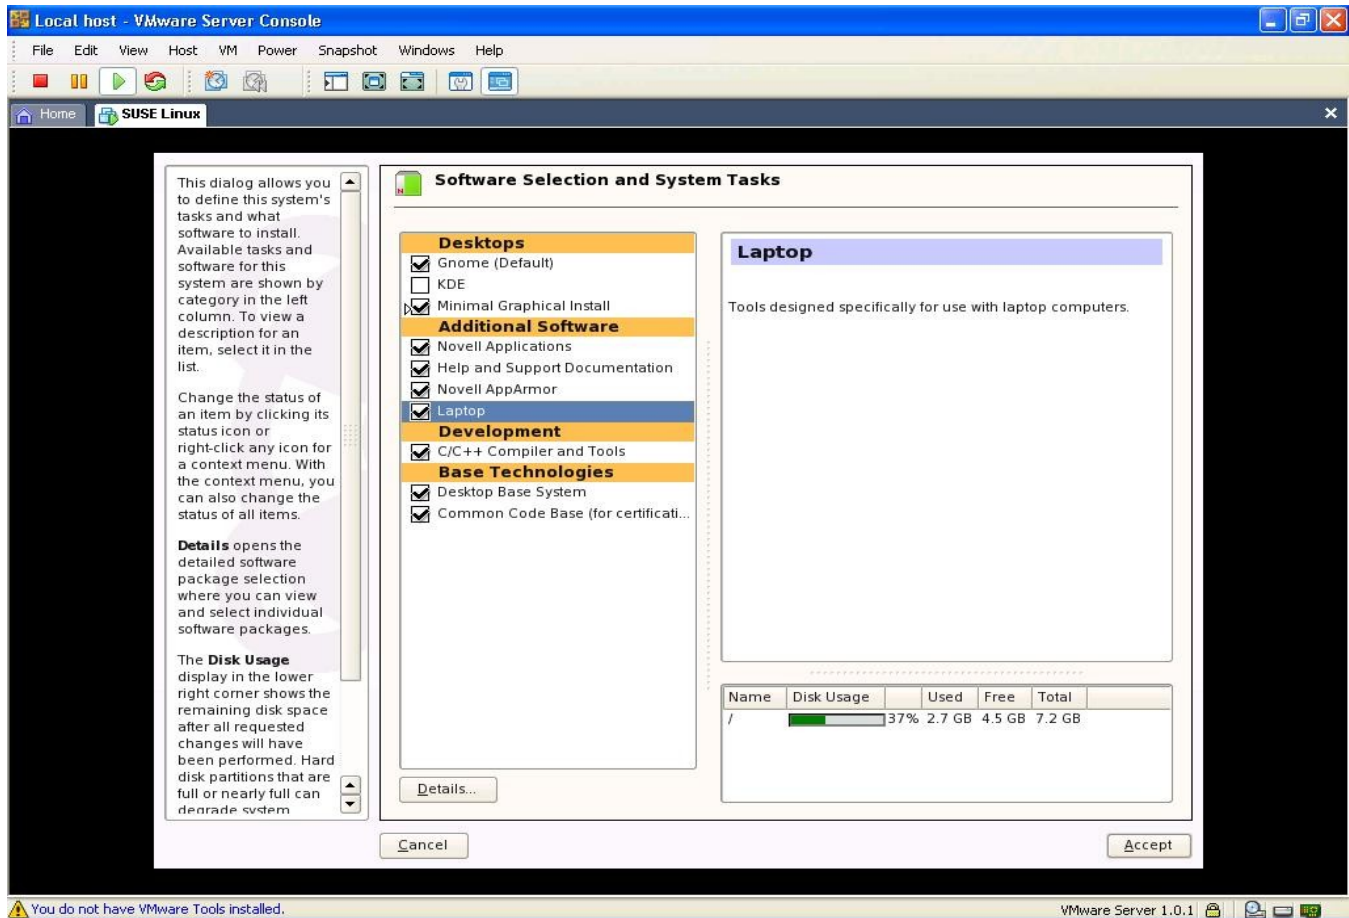 Local host - VMware Server Console
File Edit View Host VM Power Snapshot Windows Help
Home SUSE Linux
This dialog allows you
to define this system's
tasks and what
software to install.
Available tasks and
software for this
system are shown by
category in the left
column. To view a
description for an
item, select it in the
list.
Change the status of
an item by clicking its
status icon or
right-click any icon for
a context menu. With
the context menu, you
can also change the
status of all items.
Details opens the
detailed software
package selection
where you can view
and select individual
software packages.
The Disk Usage
display in the lower
right corner shows the
remaining disk space
after all requested
changes will have
been performed. Hard
disk partitions that are
full or nearly full can
degrade system
Software Selection and System Tasks
Desktops
Gnome (Default)
KDE
Minimal Graphical Install
Additional Software
Novell Applications
Help and Support Documentation
Novell AppArmor
Laptop
Development
C/C++ Compiler and Tools
Base Technologies
Desktop Base System
Common Code Base (for certificati...
Details...
Laptop
Tools designed specifically for use with laptop computers.
Name Disk Usage Used Free Total
/ 37% 2.7 GB 4.5 GB 7.2 GB
Cancel
Accept
You do not have VMware Tools installed.
VMware Server 1.0.1